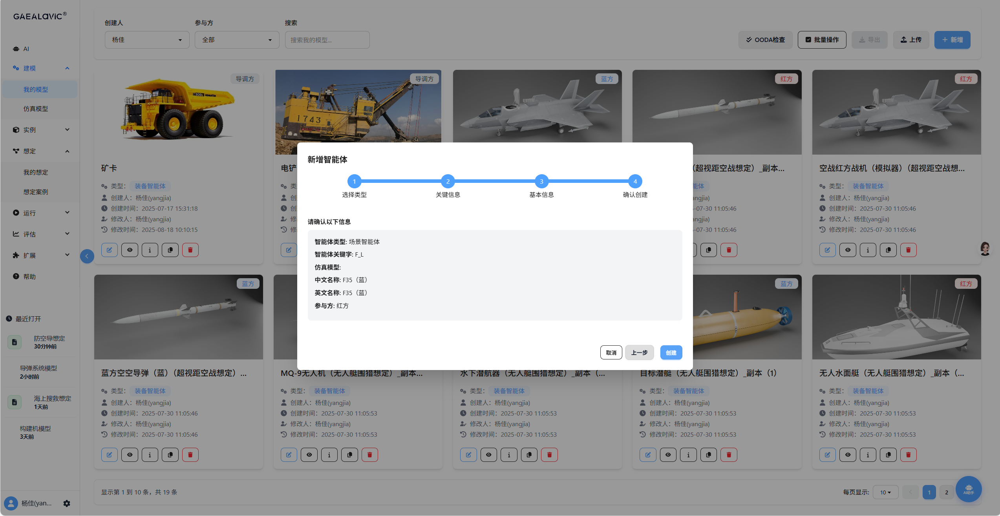 GAEALaViC®
AI
建模
我的模型
仿真模型
实例
想定
我的想定
想定案例
运行
评估
扩展
帮助
最近打开
防空导想定
30分钟前
导弹系统模型
2小时前
海上搜救想定
1天前
构建机模型
3天前
杨佳(yan...
创建人
杨佳
参与方
全部
搜索
搜索我的模型...
OODA检查
批量操作
导出
上传
新增
导调方
930E KOMATSU
矿卡
类型：
装备智能体
创建人：杨佳(yangjia)
创建时间：2025-07-17 15:31:18
修改人：杨佳(yangjia)
修改时间：2025-08-18 10:10:15
导调方
1743
电铲
类
创
创
修
修
蓝方
红方
（超视距空战想定）_副本...
能体
angjia)
-07-30 11:05:46
angjia)
-07-30 11:05:46
红方
空战红方战机（模拟器）（超视距空战想...
类型：
装备智能体
创建人：杨佳(yangjia)
创建时间：2025-07-30 11:05:46
修改人：杨佳(yangjia)
修改时间：2025-07-30 11:05:46
新增智能体
1
2
3
4
选择类型
关键信息
基本信息
确认创建
请确认以下信息
智能体类型: 场景智能体
智能体关键字: F_L
仿真模型:
中文名称: F35（蓝）
英文名称: F35（蓝）
参与方: 红方
取消
上一步
创建
蓝方
蓝方空空导弹（蓝）（超视距空战想定）...
类型：
装备智能体
创建人：杨佳(yangjia)
创建时间：2025-07-30 11:05:46
修改人：杨佳(yangjia)
修改时间：2025-07-30 11:05:46
MQ-9无人机（无人艇围猎想定）_副本...
类型：
装备智能体
创建人：杨佳(yangjia)
创建时间：2025-07-30 11:05:53
修改人：杨佳(yangjia)
修改时间：2025-07-30 11:05:53
水下潜航器（无人艇围猎想定）_副本（...
类型：
装备智能体
创建人：杨佳(yangjia)
创建时间：2025-07-30 11:05:53
修改人：杨佳(yangjia)
修改时间：2025-07-30 11:05:53
蓝方
目标潜艇（无人艇围猎想定）_副本（1）
类型：
装备智能体
创建人：杨佳(yangjia)
创建时间：2025-07-30 11:05:53
修改人：杨佳(yangjia)
修改时间：2025-07-30 11:05:53
红方
无人水面艇（无人艇围猎想定）_副本（...
类型：
装备智能体
创建人：杨佳(yangjia)
创建时间：2025-07-30 11:05:53
修改人：杨佳(yangjia)
修改时间：2025-07-30 11:05:53
显示第 1 到 10 条，共 19 条
每页显示:
10
1
2
AI助手